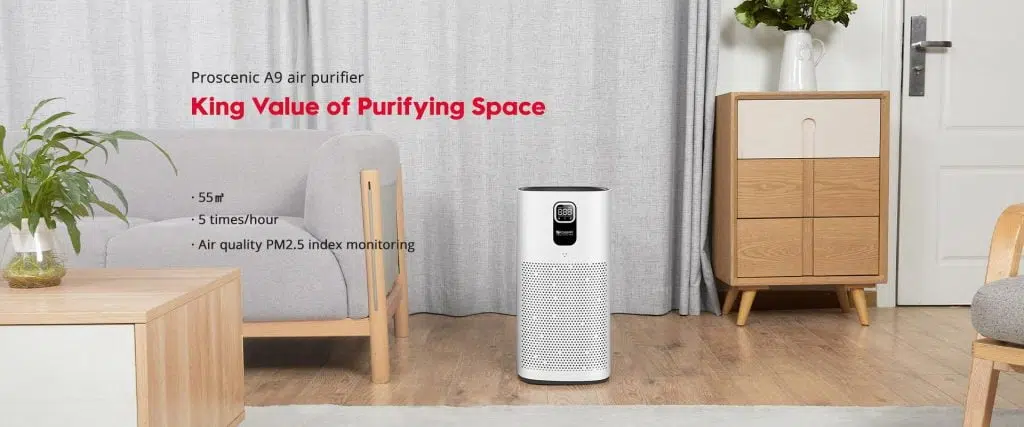 Proscenic A9 air purifier
King Value of Purifying Space
· 55㎡
· 5 times/hour
· Air quality PM2.5 index monitoring